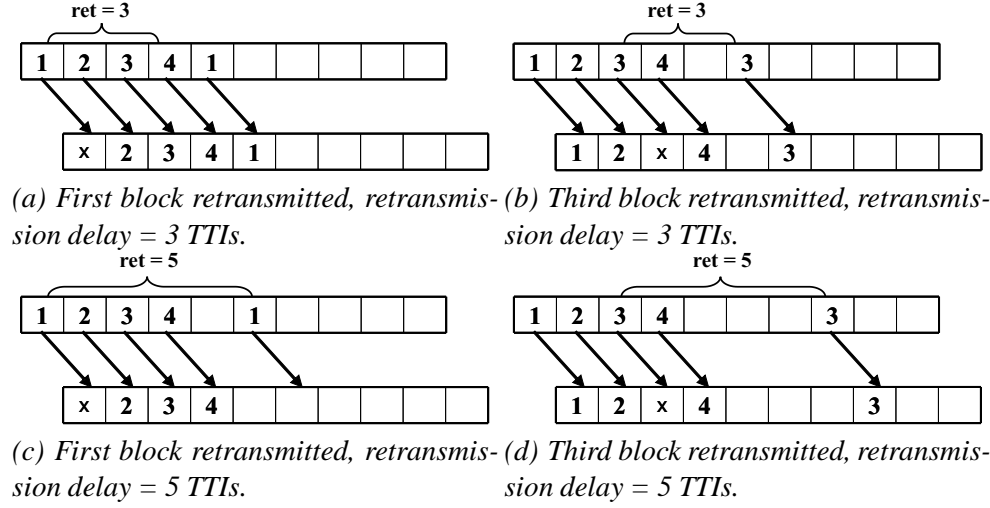 ret = 3
1 2 3 4 1
x 2 3 4 1
(a) First block retransmitted, retransmis-
sion delay = 3 TTIs.
ret = 3
1 2 3 4 3
1 2 x 4 3
(b) Third block retransmitted, retransmis-
sion delay = 3 TTIs.
ret = 5
1 2 3 4 1
x 2 3 4
(c) First block retransmitted, retransmis-
sion delay = 5 TTIs.
ret = 5
1 2 3 4 3
1 2 x 4 3
(d) Third block retransmitted, retransmis-
sion delay = 5 TTIs.